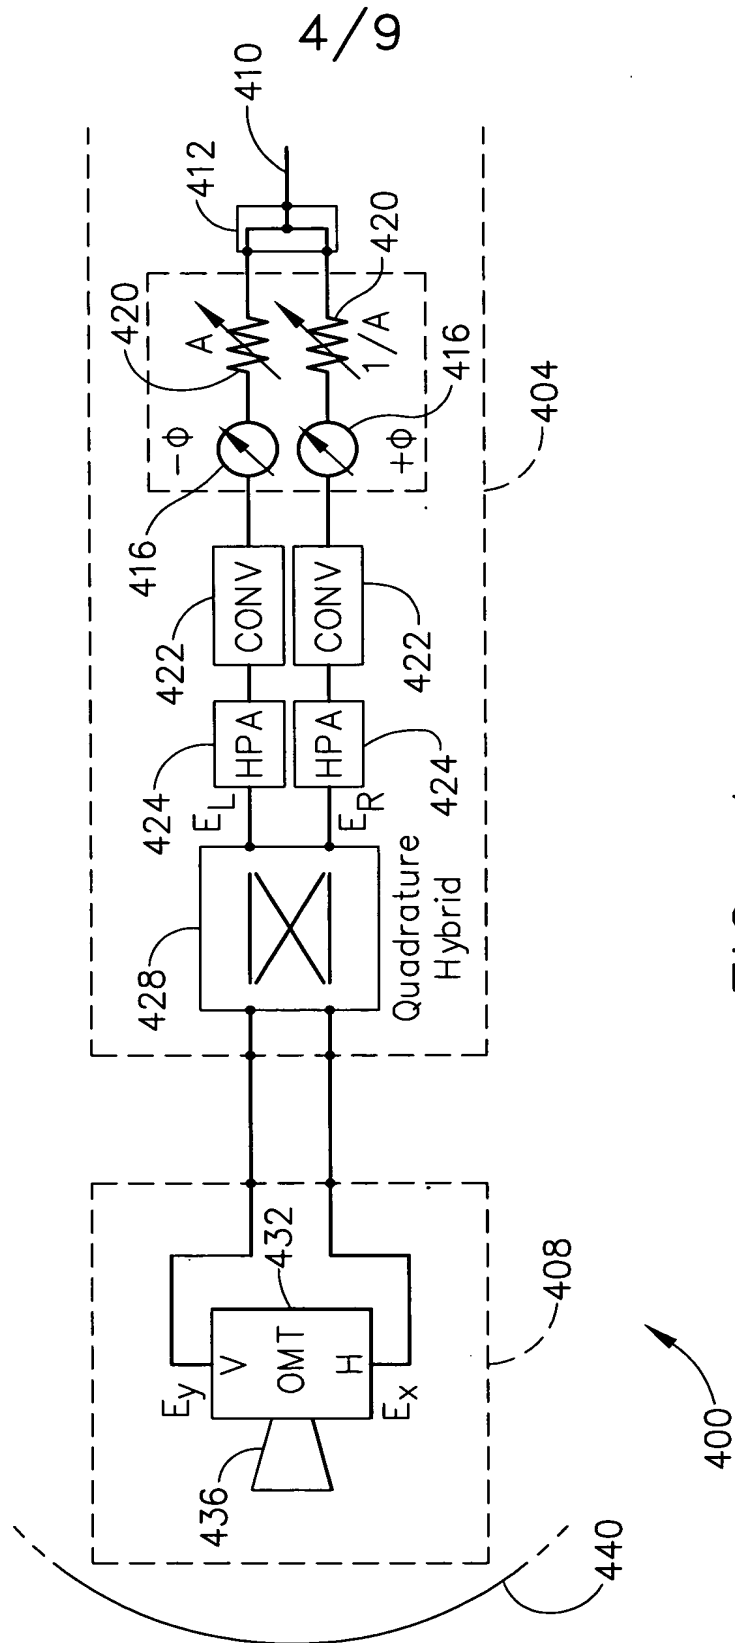 4/9
410
412
420
A
420
1/A
416
−ϕ
+ϕ
416
404
CONV
CONV
422
422
HPA
HPA
424
424
E_L
E_R
428
Quadrature
Hybrid
432
V
OMT
H
E_y
E_x
436
408
400
440